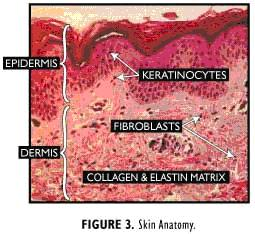 EPIDERMIS
KERATINOCYTES
FIBROBLASTS
DERMIS
COLLAGEN & ELASTIN MATRIX
FIGURE 3. Skin Anatomy.